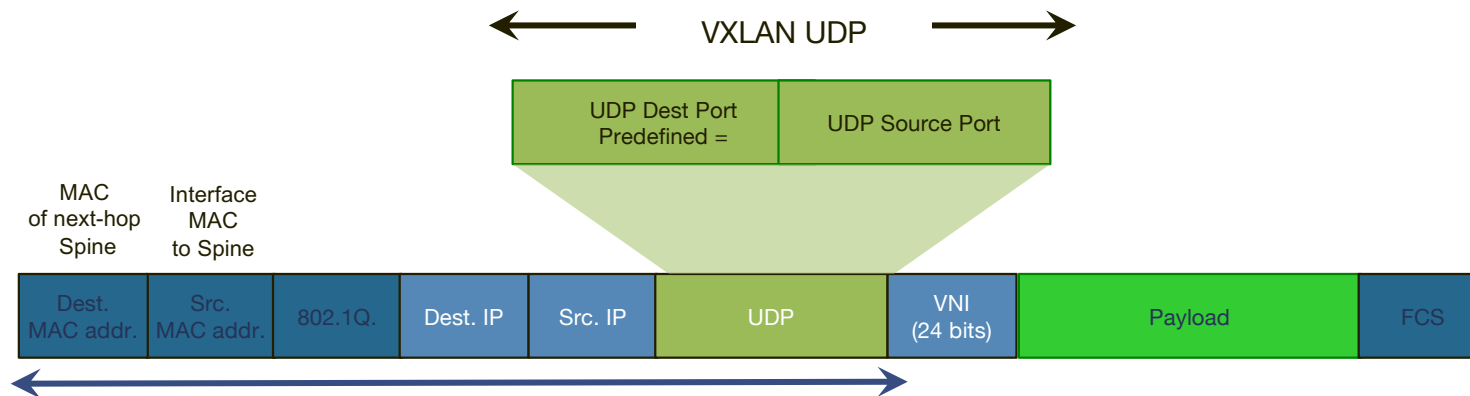 VXLAN UDP
UDP Dest Port
Predefined =
UDP Source Port
MAC
of next-hop
Spine
Interface
MAC
to Spine
Dest.
MAC addr.
Src.
MAC addr.
802.1Q.
Dest. IP
Src. IP
UDP
VNI
(24 bits)
Payload
FCS